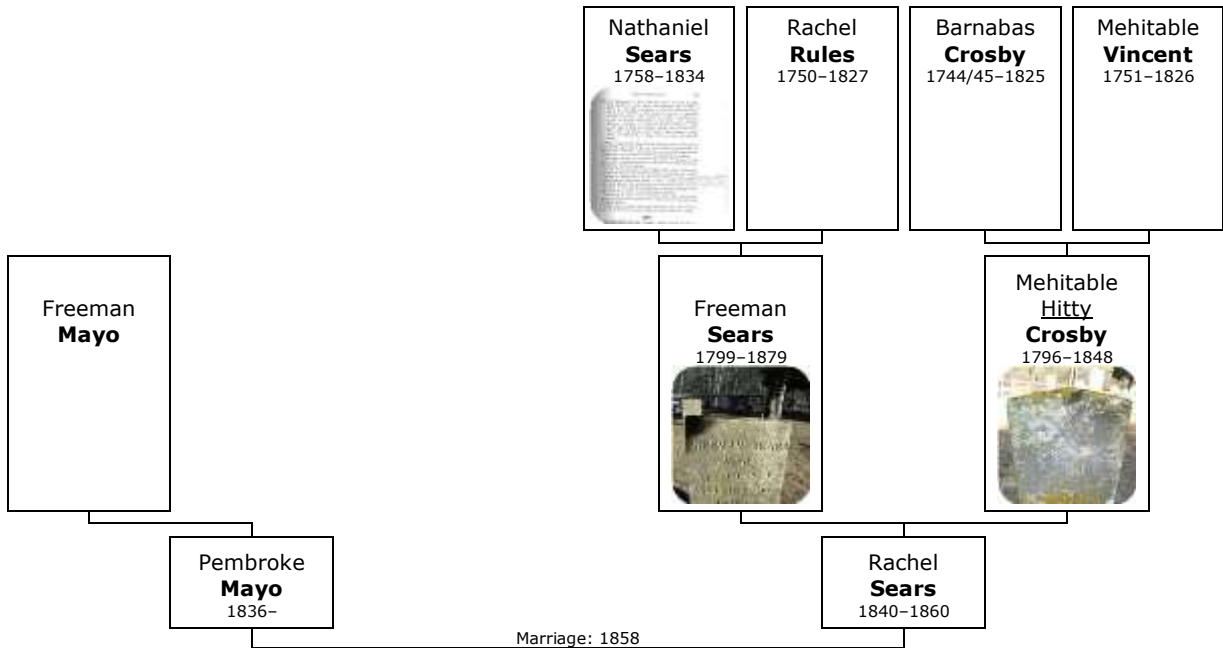 Nathaniel
Sears
1758–1834
Rachel
Rules
1750–1827
Barnabas
Crosby
1744/45–1825
Mehitable
Vincent
1751–1826
Freeman
Mayo
Freeman
Sears
1799–1879
Mehitable
Hitty
Crosby
1796–1848
Pembroke
Mayo
1836–
Rachel
Sears
1840–1860
Marriage: 1858